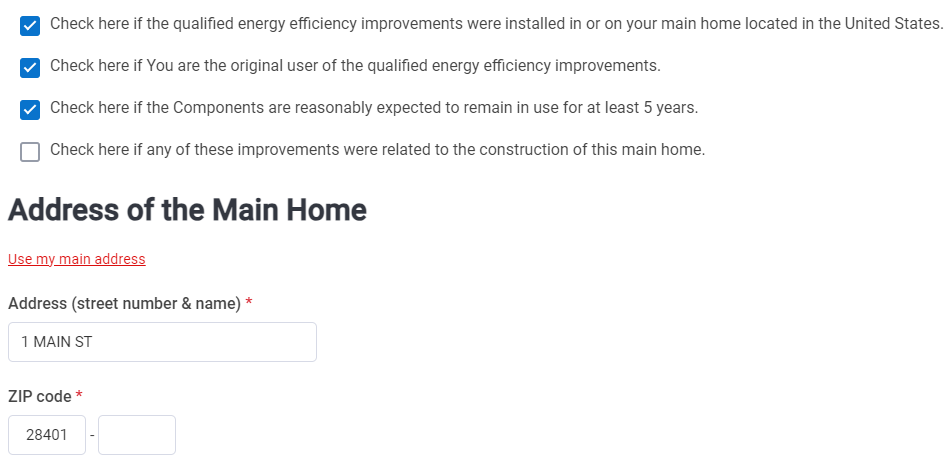 Check here if the qualified energy efficiency improvements were installed in or on your main home located in the United States.
Check here if You are the original user of the qualified energy efficiency improvements.
Check here if the Components are reasonably expected to remain in use for at least 5 years.
Check here if any of these improvements were related to the construction of this main home.
Address of the Main Home
Use my main address
Address (street number & name) *
1 MAIN ST
ZIP code *
28401 -